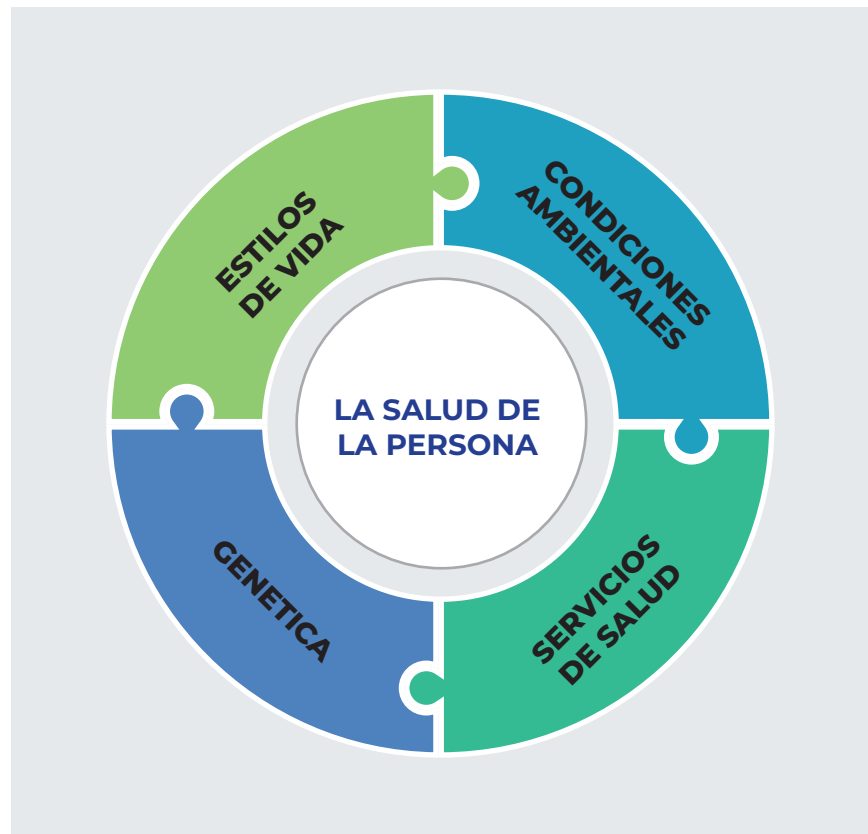 ESTILOS
DE VIDA
CONDICIONES
AMBIENTALES
LA SALUD DE
LA PERSONA
GENETICA
SERVICIOS
DE SALUD